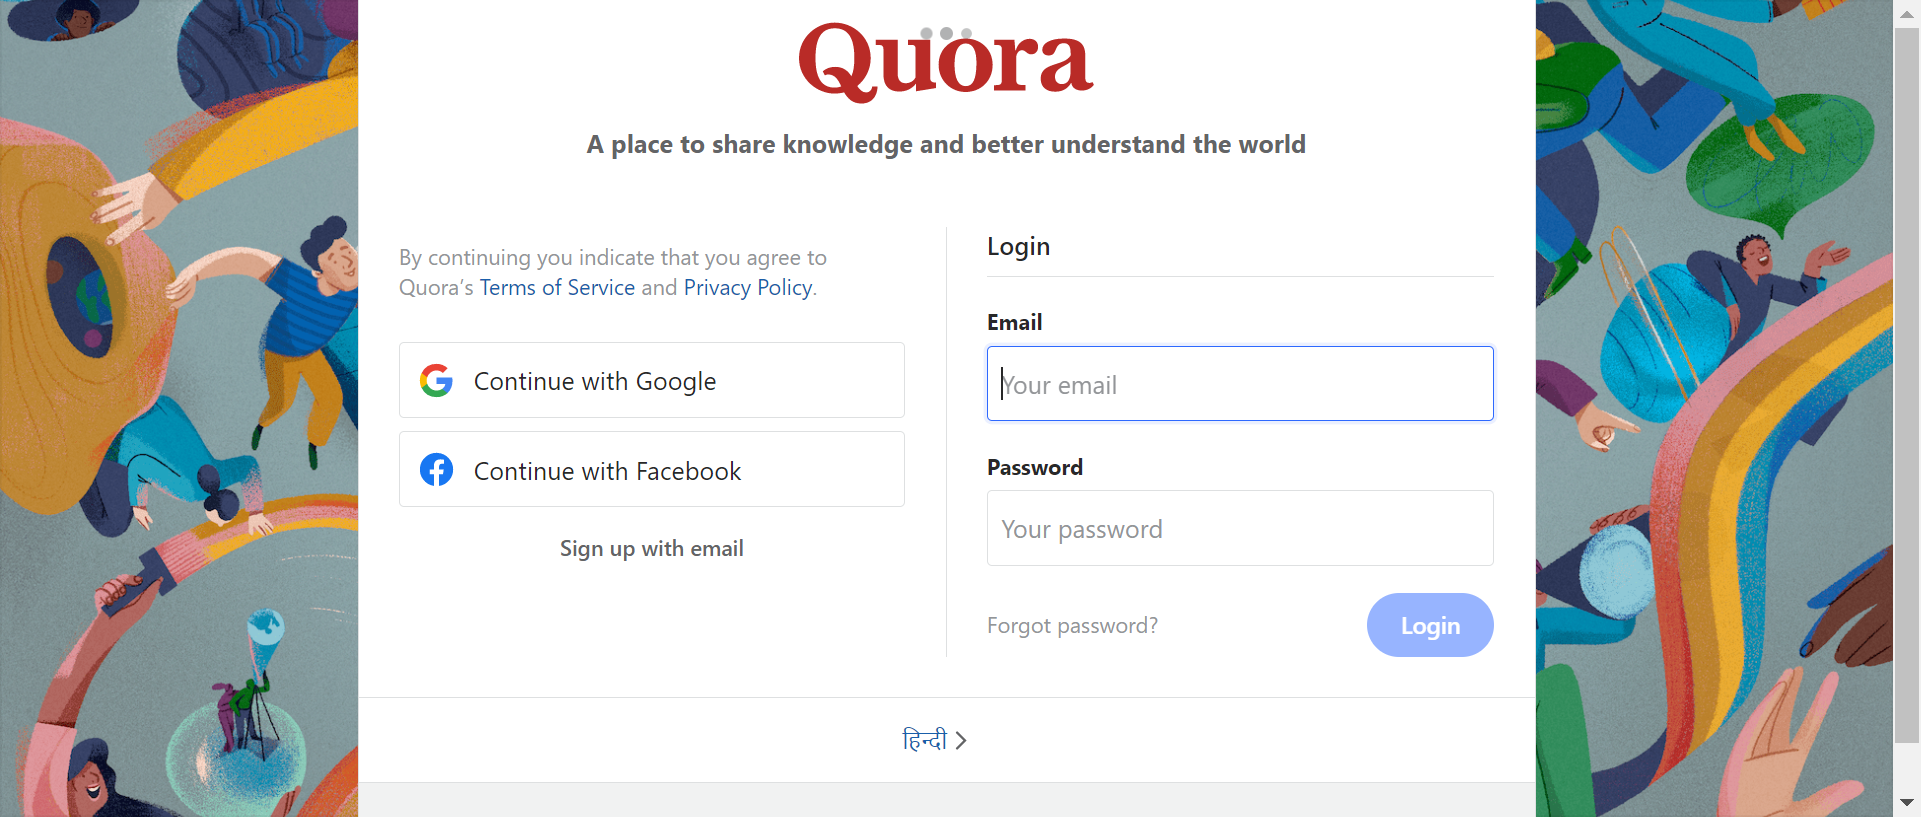 Quora
A place to share knowledge and better understand the world
By continuing you indicate that you agree to
Quora's Terms of Service and Privacy Policy.
Continue with Google
Continue with Facebook
Sign up with email
Login
Email
Your email
Password
Your password
Forgot password?
Login
हिन्दी